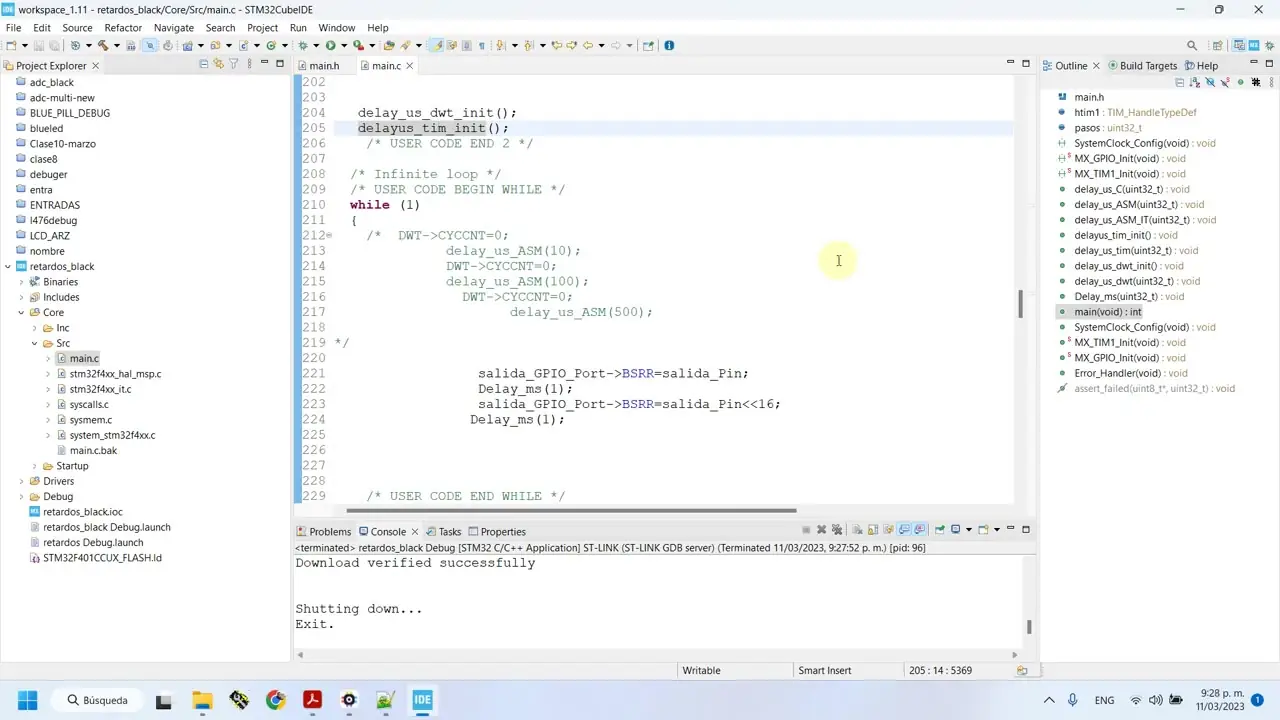 workspace_1.11 - retardos_black/Core/Src/main.c - STM32CubeIDE
File Edit Source Refactor Navigate Search Project Run Window Help
Project Explorer
adc_black
adc-multi-new
BLUE_PILL_DEBUG
blueled
Clase10-marzo
clase8
debuger
entra
ENTRADAS
l476debug
LCD_ARZ
nombre
retardos_black
Binaries
Includes
Core
Inc
Src
main.c
stm32f4xx_hal_msp.c
stm32f4xx_it.c
syscalls.c
sysmem.c
system_stm32f4xx.c
main.c.bak
Startup
Drivers
Debug
retardos_black.ioc
retardos_black Debug.launch
retardos Debug.launch
STM32F401CCUX_FLASH.ld
main.h main.c
202
203
204 delay_us_dwt_init();
205 delayus_tim_init();
206 /* USER CODE END 2 */
207
208 /* Infinite loop */
209 /* USER CODE BEGIN WHILE */
210 while (1)
211 {
212 /* DWT->CYCCNT=0;
213 delay_us_ASM(10);
214 DWT->CYCCNT=0;
215 delay_us_ASM(100);
216 DWT->CYCCNT=0;
217 delay_us_ASM(500);
218
219 */
220
221 salida_GPIO_Port->BSRR=salida_Pin;
222 Delay_ms(1);
223 salida_GPIO_Port->BSRR=salida_Pin<<16;
224 Delay_ms(1);
225
226
227
228
229 /* USER CODE END WHILE */
Problems Console Tasks Properties
<terminated> retardos_black Debug [STM32 C/C++ Application] ST-LINK (ST-LINK GDB server) (Terminated 11/03/2023, 9:27:52 p. m.) [pid: 96]
Download verified successfully
Shutting down...
Exit.
Outline Build Targets Help
main.h
htim1 : TIM_HandleTypeDef
pasos : uint32_t
SystemClock_Config(void) : void
MX_GPIO_Init(void) : void
MX_TIM1_Init(void) : void
delay_us_C(uint32_t) : void
delay_us_ASM(uint32_t) : void
delay_us_ASM_IT(uint32_t) : void
delayus_tim_init() : void
delay_us_tim(uint32_t) : void
delay_us_dwt_init() : void
delay_us_dwt(uint32_t) : void
Delay_ms(uint32_t) : void
main(void) : int
SystemClock_Config(void) : void
MX_TIM1_Init(void) : void
MX_GPIO_Init(void) : void
Error_Handler(void) : void
assert_failed(uint8_t*, uint32_t) : void
Writable Smart Insert 205 : 14 : 5369
Búsqueda
IDE
ENG
9:28 p. m.
11/03/2023
1